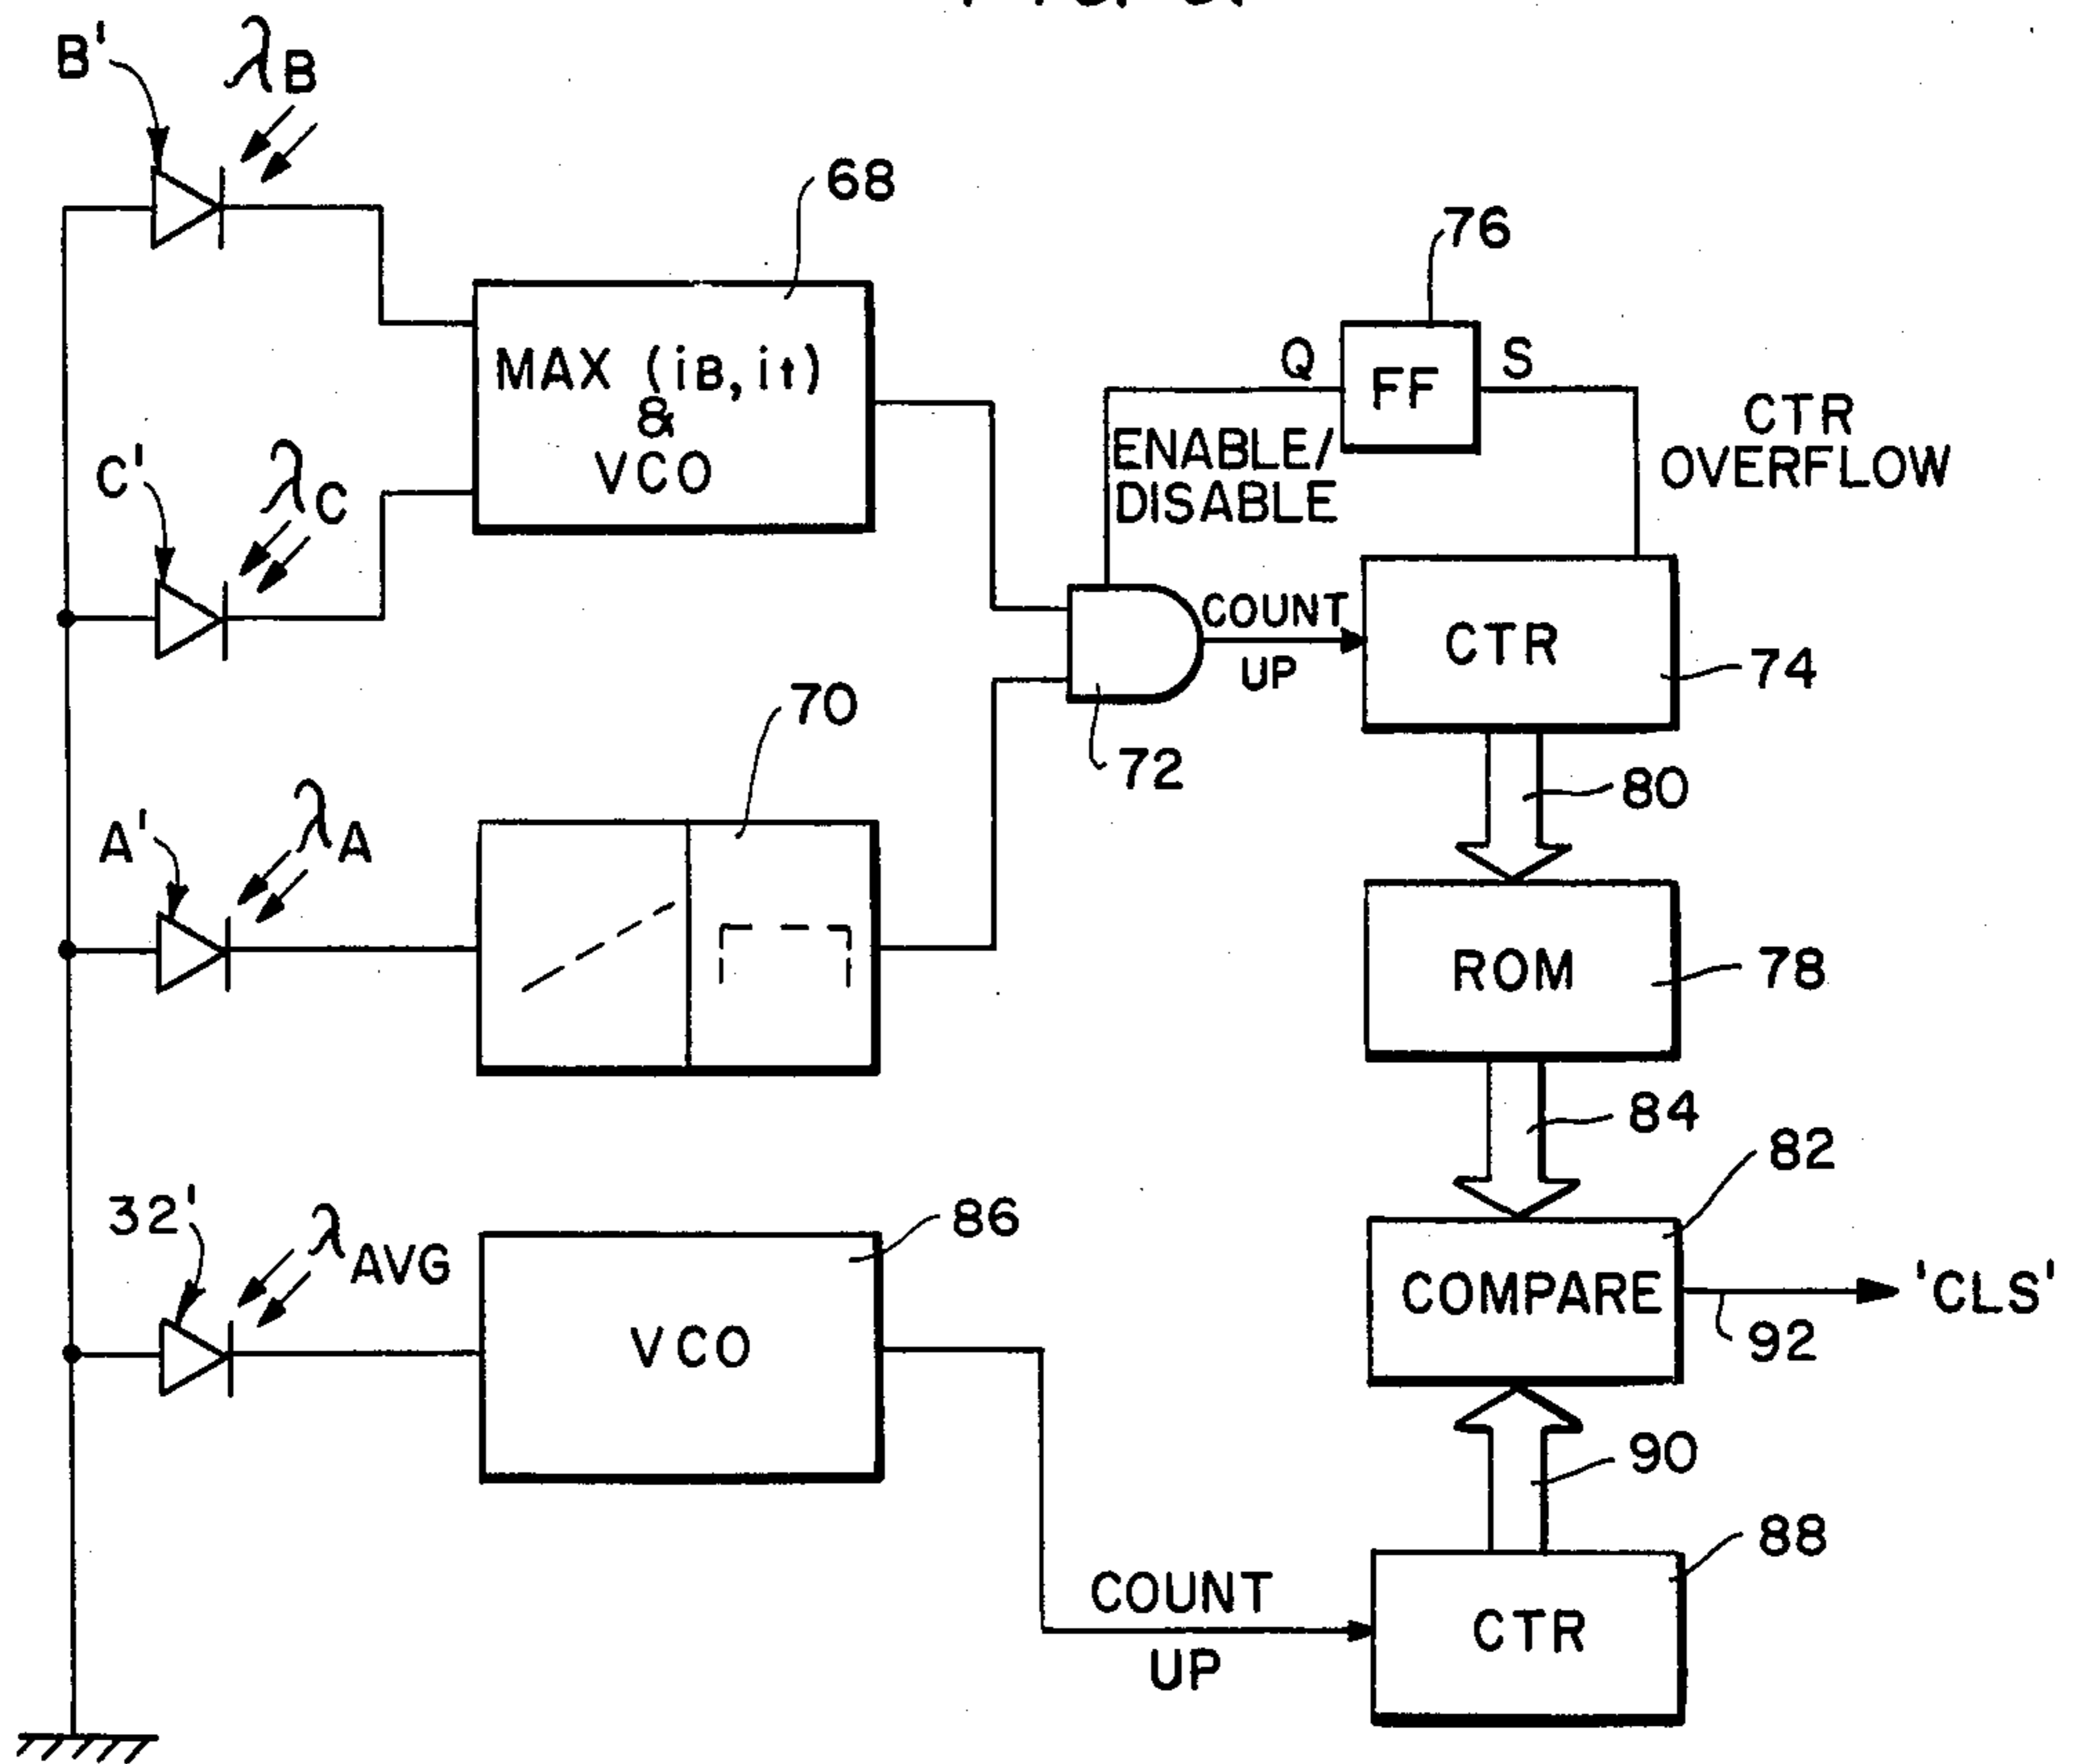 B'
λB
68
76
MAX (iB, it)
&
VCO
Q
FF
S
CTR
OVERFLOW
ENABLE/
DISABLE
C'
λC
COUNT
UP
CTR
74
72
70
80
A'
λA
ROM
78
84
82
32'
λAVG
86
VCO
COMPARE
'CLS'
92
90
88
COUNT
UP
CTR